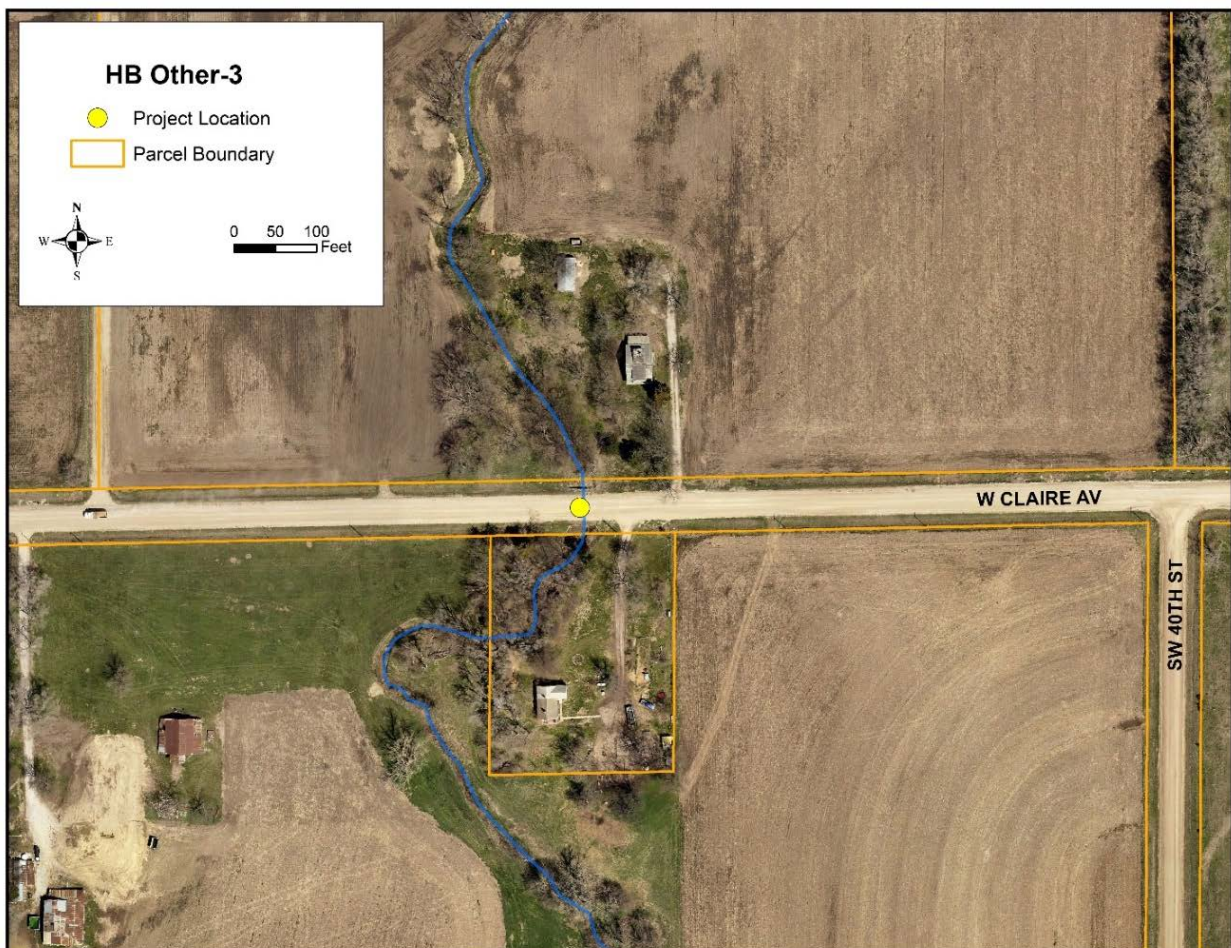 HB Other-3
Project Location
Parcel Boundary
N
W E
S
0 50 100
Feet
W CLAIRE AV
SW 40TH ST